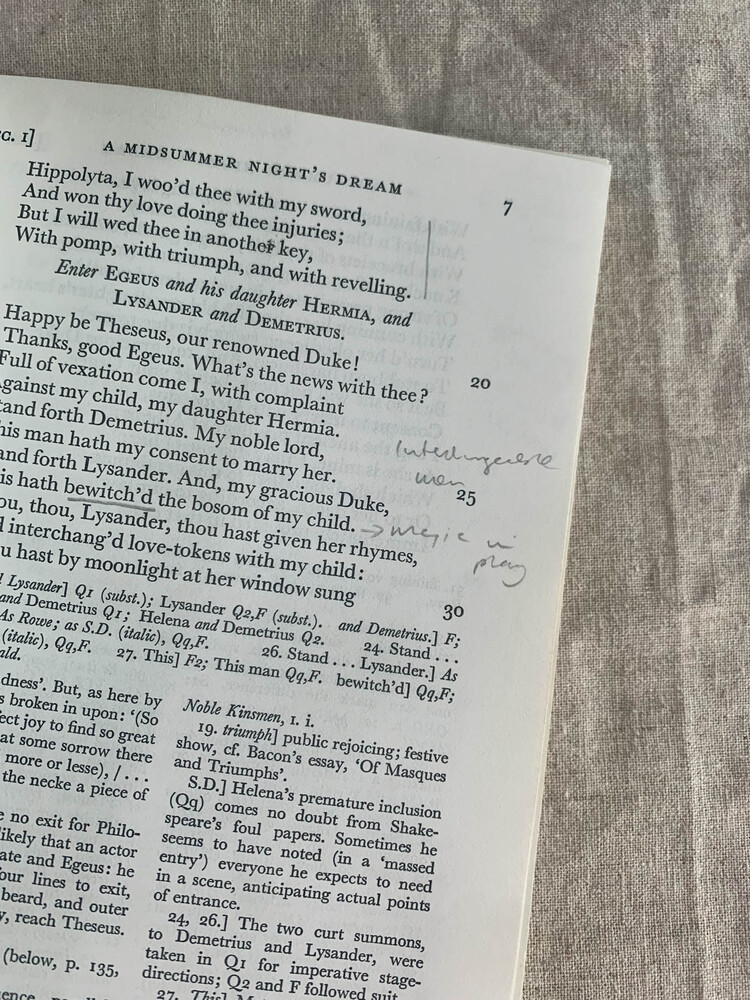 SC. I] A MIDSUMMER NIGHT'S DREAM 7
Hippolyta, I woo'd thee with my sword,
And won thy love doing thee injuries;
But I will wed thee in another key,
With pomp, with triumph, and with revelling.
Enter EGEUS and his daughter HERMIA, and
LYSANDER and DEMETRIUS.
Happy be Theseus, our renowned Duke!
Thanks, good Egeus. What's the news with thee? 20
Full of vexation come I, with complaint
Against my child, my daughter Hermia.
Stand forth Demetrius. My noble lord,
This man hath my consent to marry her.
Interchangeable
men
Stand forth Lysander. And, my gracious Duke, 25
This hath bewitch'd the bosom of my child.
→ magic in
play
Thou, thou, Lysander, thou hast given her rhymes,
interchang'd love-tokens with my child:
hast by moonlight at her window sung 30
Lysander] Q1 (subst.); Lysander Q2,F (subst.). and Demetrius.] F;
and Demetrius Q1; Helena and Demetrius Q2. 24. Stand . . .
As Rowe; as S.D. (italic), Qq,F. 26. Stand . . . Lysander.] As
(italic), Qq,F. 27. This] F2; This man Qq,F. bewitch'd] Qq,F;
ald.
dness'. But, as here by
s broken in upon: '(So
fect joy to find so great
at some sorrow there
more or lesse), / . . .
the necke a piece of
e no exit for Philo-
likely that an actor
ate and Egeus: he
four lines to exit,
beard, and outer
y, reach Theseus.
(below, p. 135,
Noble Kinsmen, I. i.
19. triumph] public rejoicing; festive
show, cf. Bacon's essay, 'Of Masques
and Triumphs'.
S.D.] Helena's premature inclusion
(Qq) comes no doubt from Shake-
speare's foul papers. Sometimes he
seems to have noted (in a 'massed
entry') everyone he expects to need
in a scene, anticipating actual points
of entrance.
24, 26.] The two curt summons,
to Demetrius and Lysander, were
taken in Q1 for imperative stage-
directions; Q2 and F followed suit.
27. This]